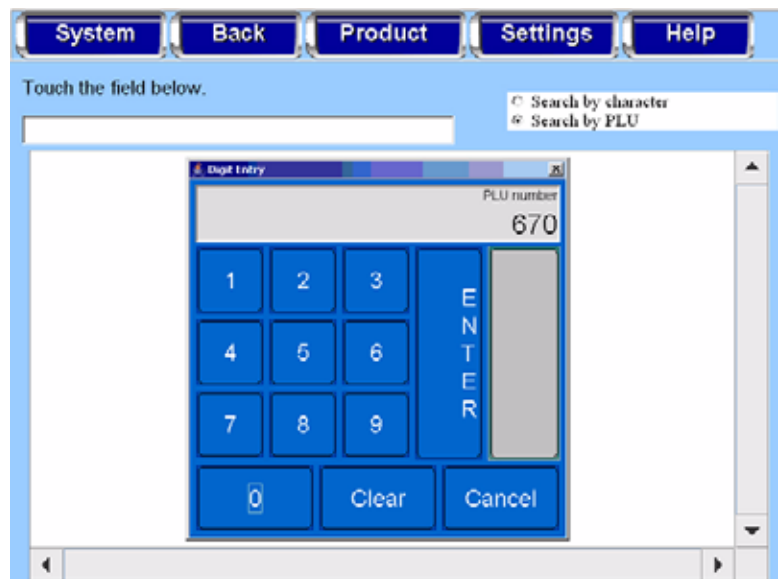 System Back Product Settings Help
Touch the field below.
Search by character
Search by PLU
Digit Entry
PLU number
670
1 2 3
4 5 6
7 8 9
ENTER
0 Clear Cancel